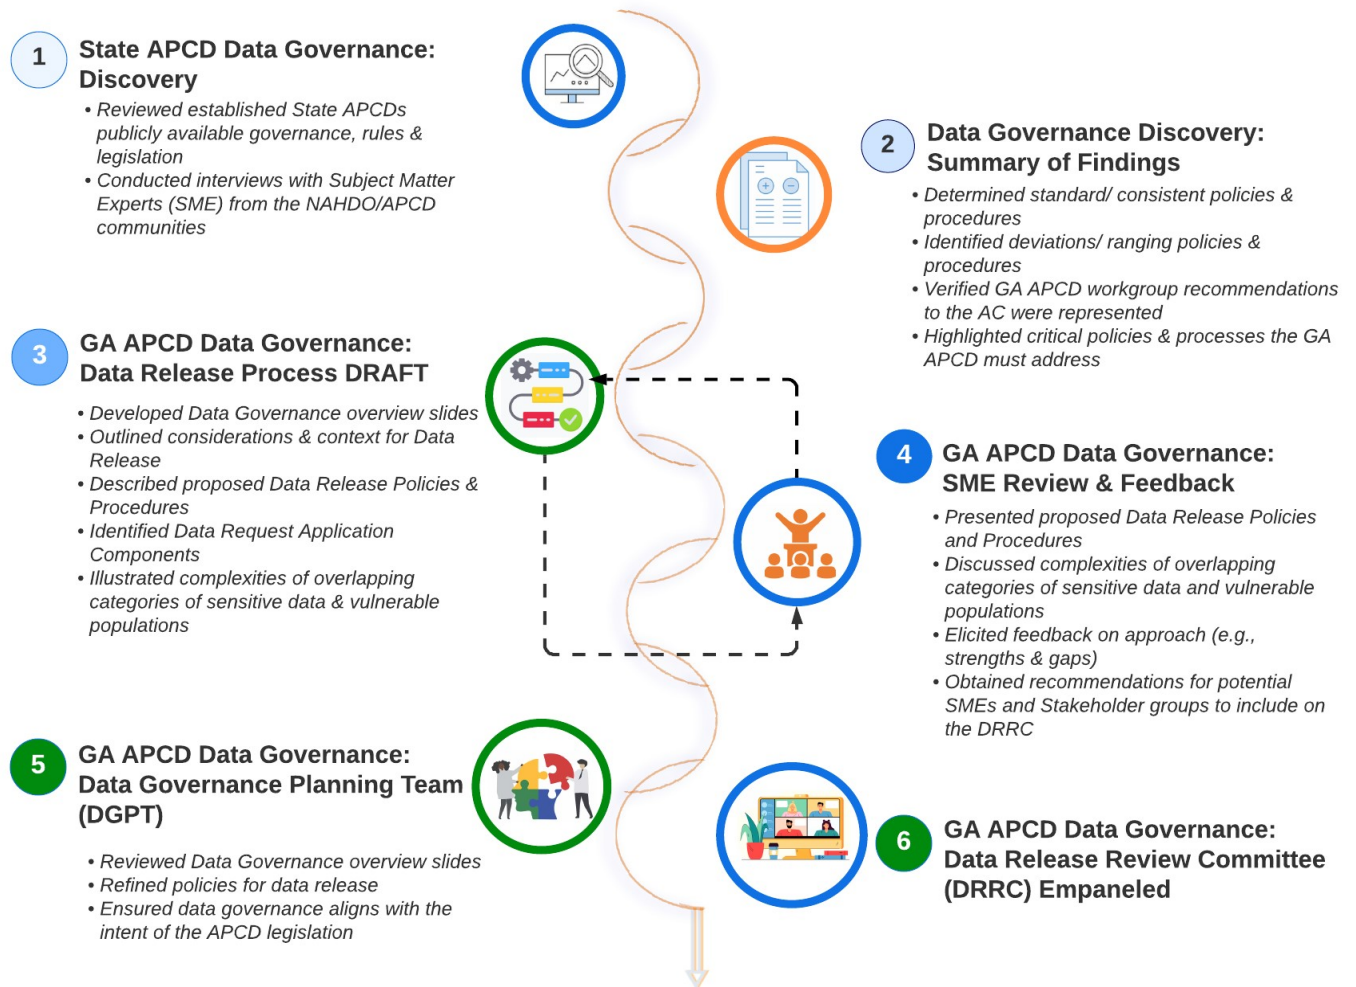 1
State APCD Data Governance:
Discovery
• Reviewed established State APCDs
publicly available governance, rules &
legislation
• Conducted interviews with Subject Matter
Experts (SME) from the NAHDO/APCD
communities
2
Data Governance Discovery:
Summary of Findings
• Determined standard/ consistent policies &
procedures
• Identified deviations/ ranging policies &
procedures
• Verified GA APCD workgroup recommendations
to the AC were represented
• Highlighted critical policies & processes the GA
APCD must address
3
GA APCD Data Governance:
Data Release Process DRAFT
• Developed Data Governance overview slides
• Outlined considerations & context for Data
Release
• Described proposed Data Release Policies &
Procedures
• Identified Data Request Application
Components
• Illustrated complexities of overlapping
categories of sensitive data & vulnerable
populations
4
GA APCD Data Governance:
SME Review & Feedback
• Presented proposed Data Release Policies
and Procedures
• Discussed complexities of overlapping
categories of sensitive data and vulnerable
populations
• Elicited feedback on approach (e.g.,
strengths & gaps)
• Obtained recommendations for potential
SMEs and Stakeholder groups to include on
the DRRC
5
GA APCD Data Governance:
Data Governance Planning Team
(DGPT)
• Reviewed Data Governance overview slides
• Refined policies for data release
• Ensured data governance aligns with the
intent of the APCD legislation
6
GA APCD Data Governance:
Data Release Review Committee
(DRRC) Empaneled